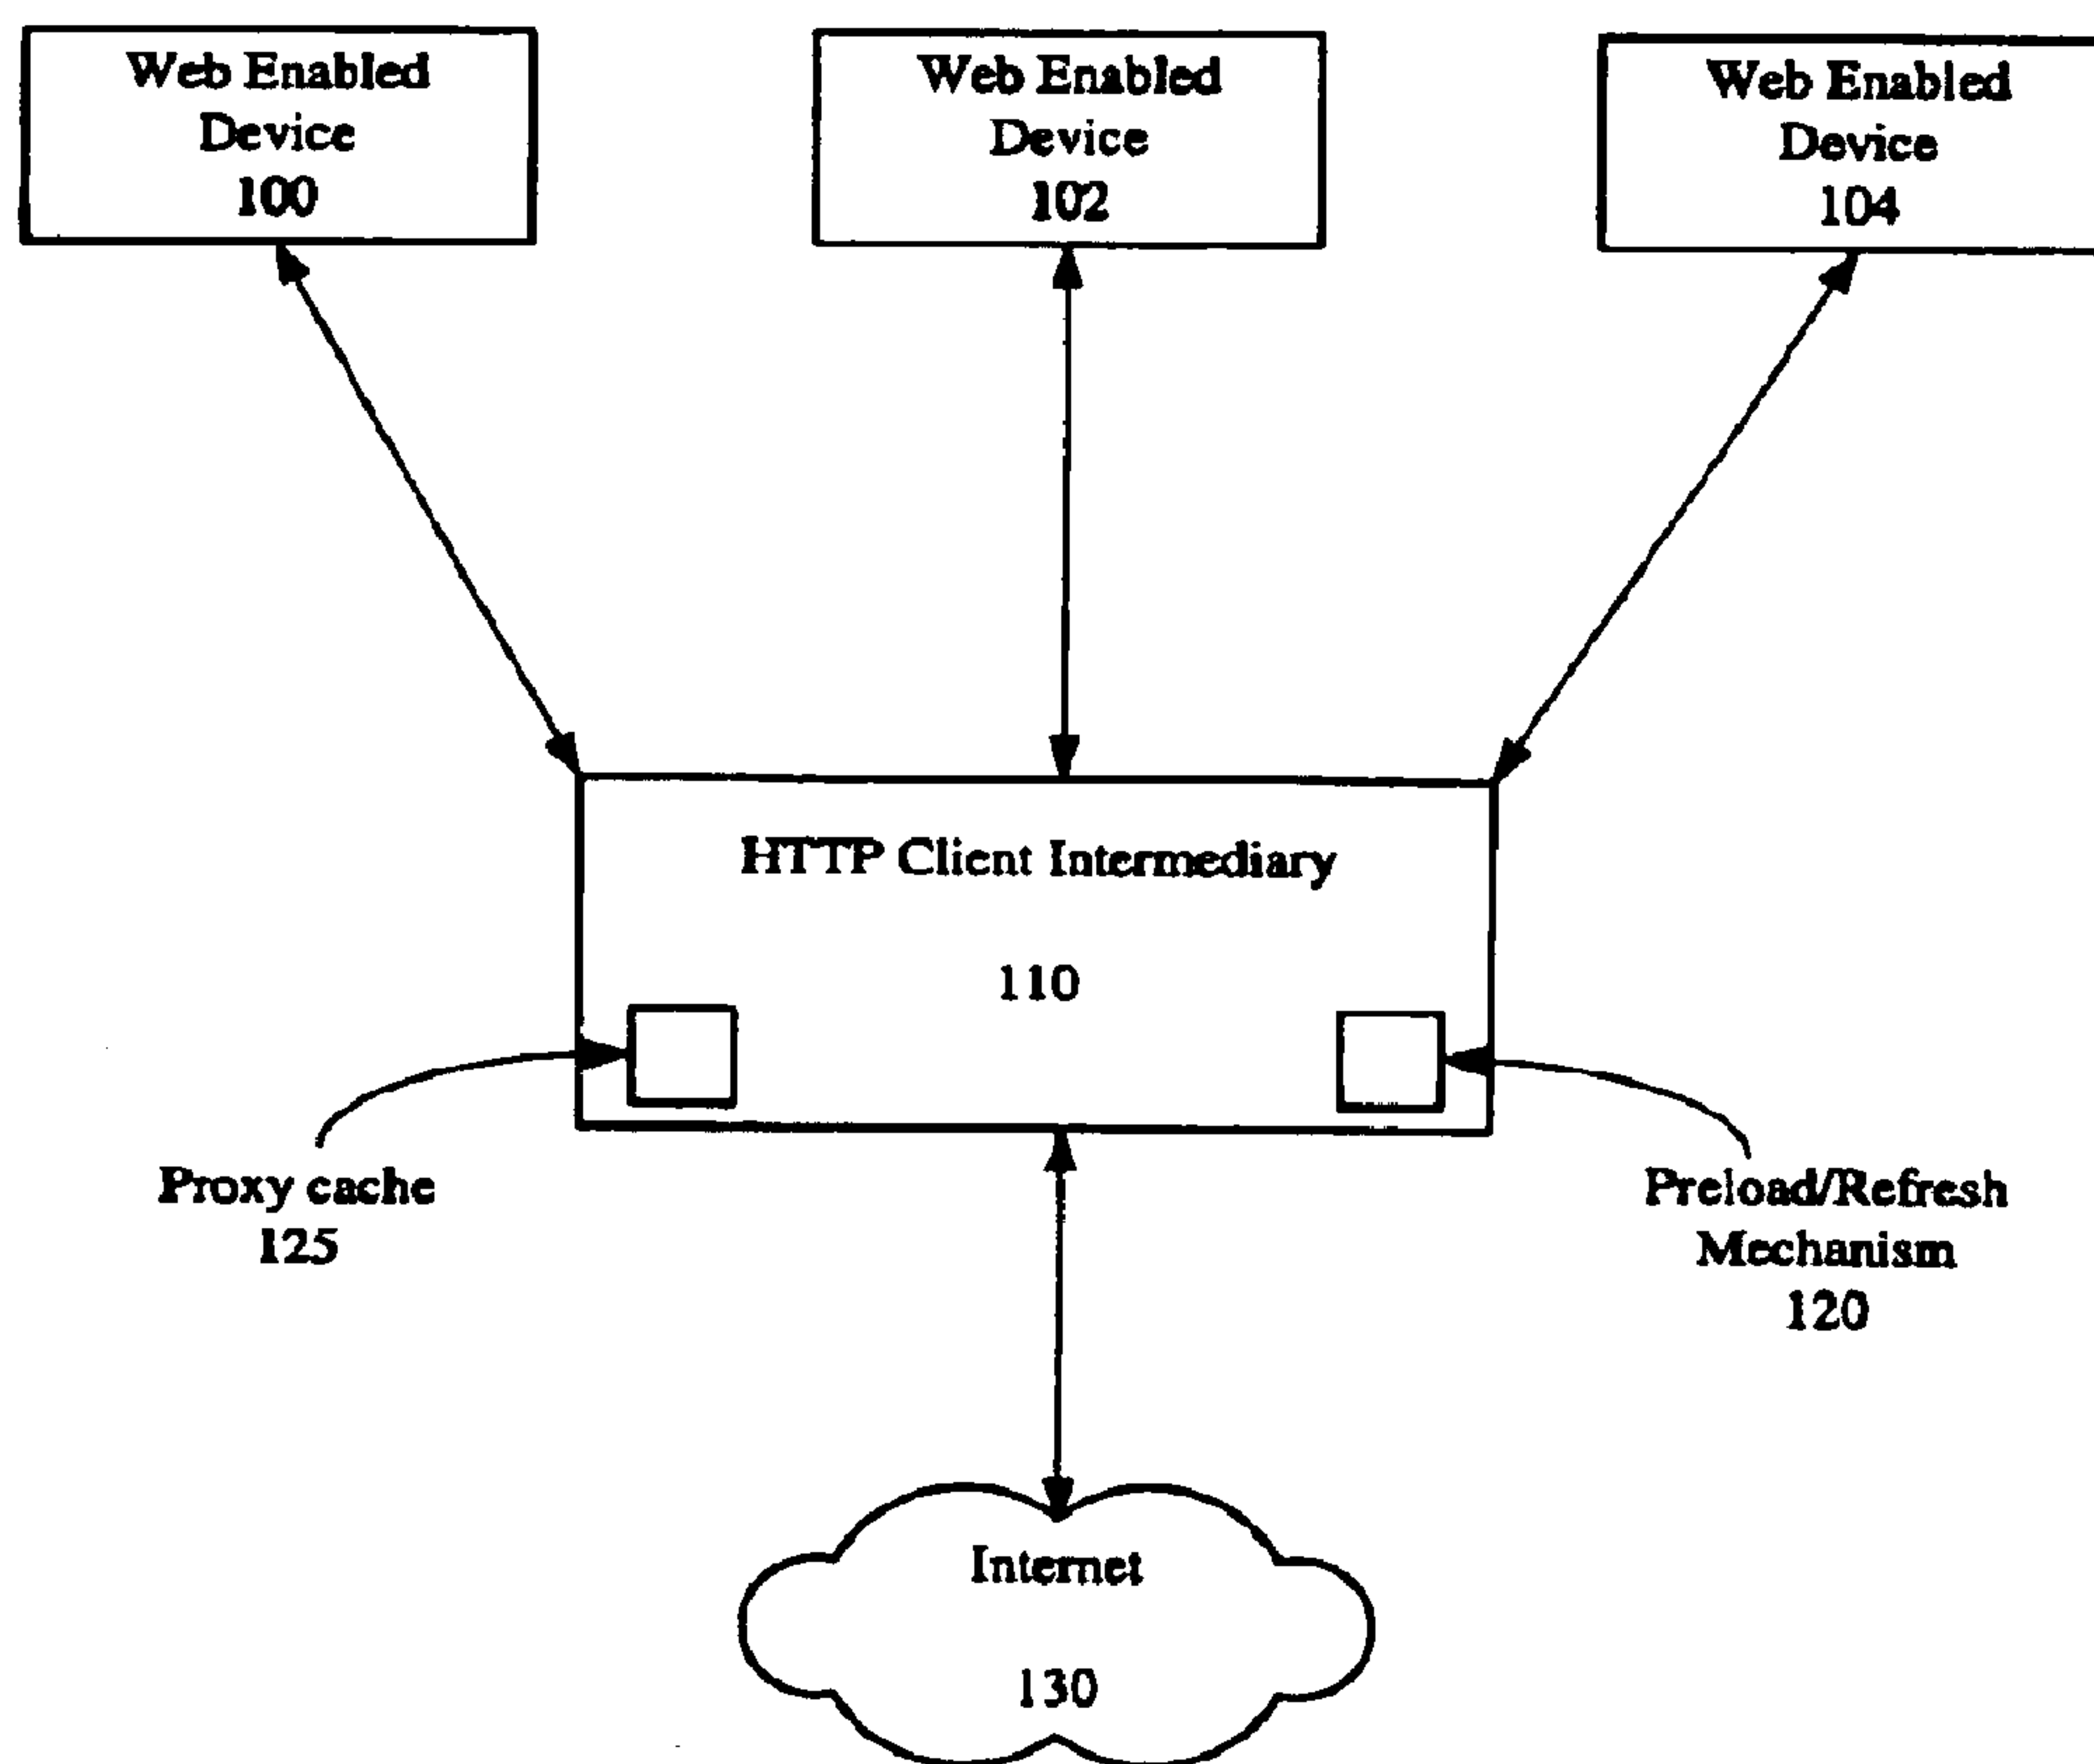 Web Enabled
Device
100
Web Enabled
Device
102
Web Enabled
Device
104
HTTP Client Intermediary
110
Proxy cache
125
Preload/Refresh
Mechanism
120
Internet
130